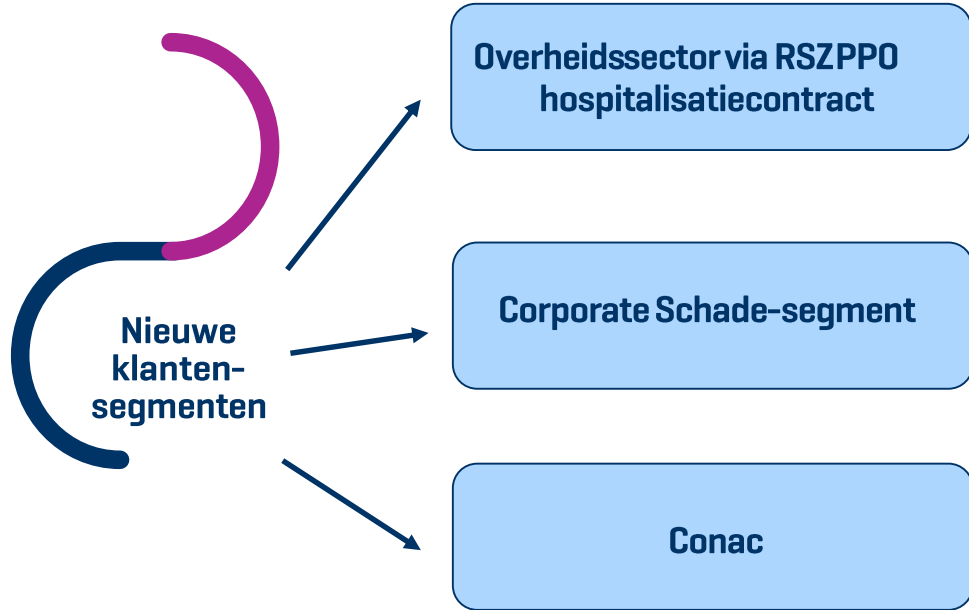 Overheidssector via RSZPPO
hospitalisatiecontract
Corporate Schade-segment
Nieuwe
klanten-
segmenten
Conac